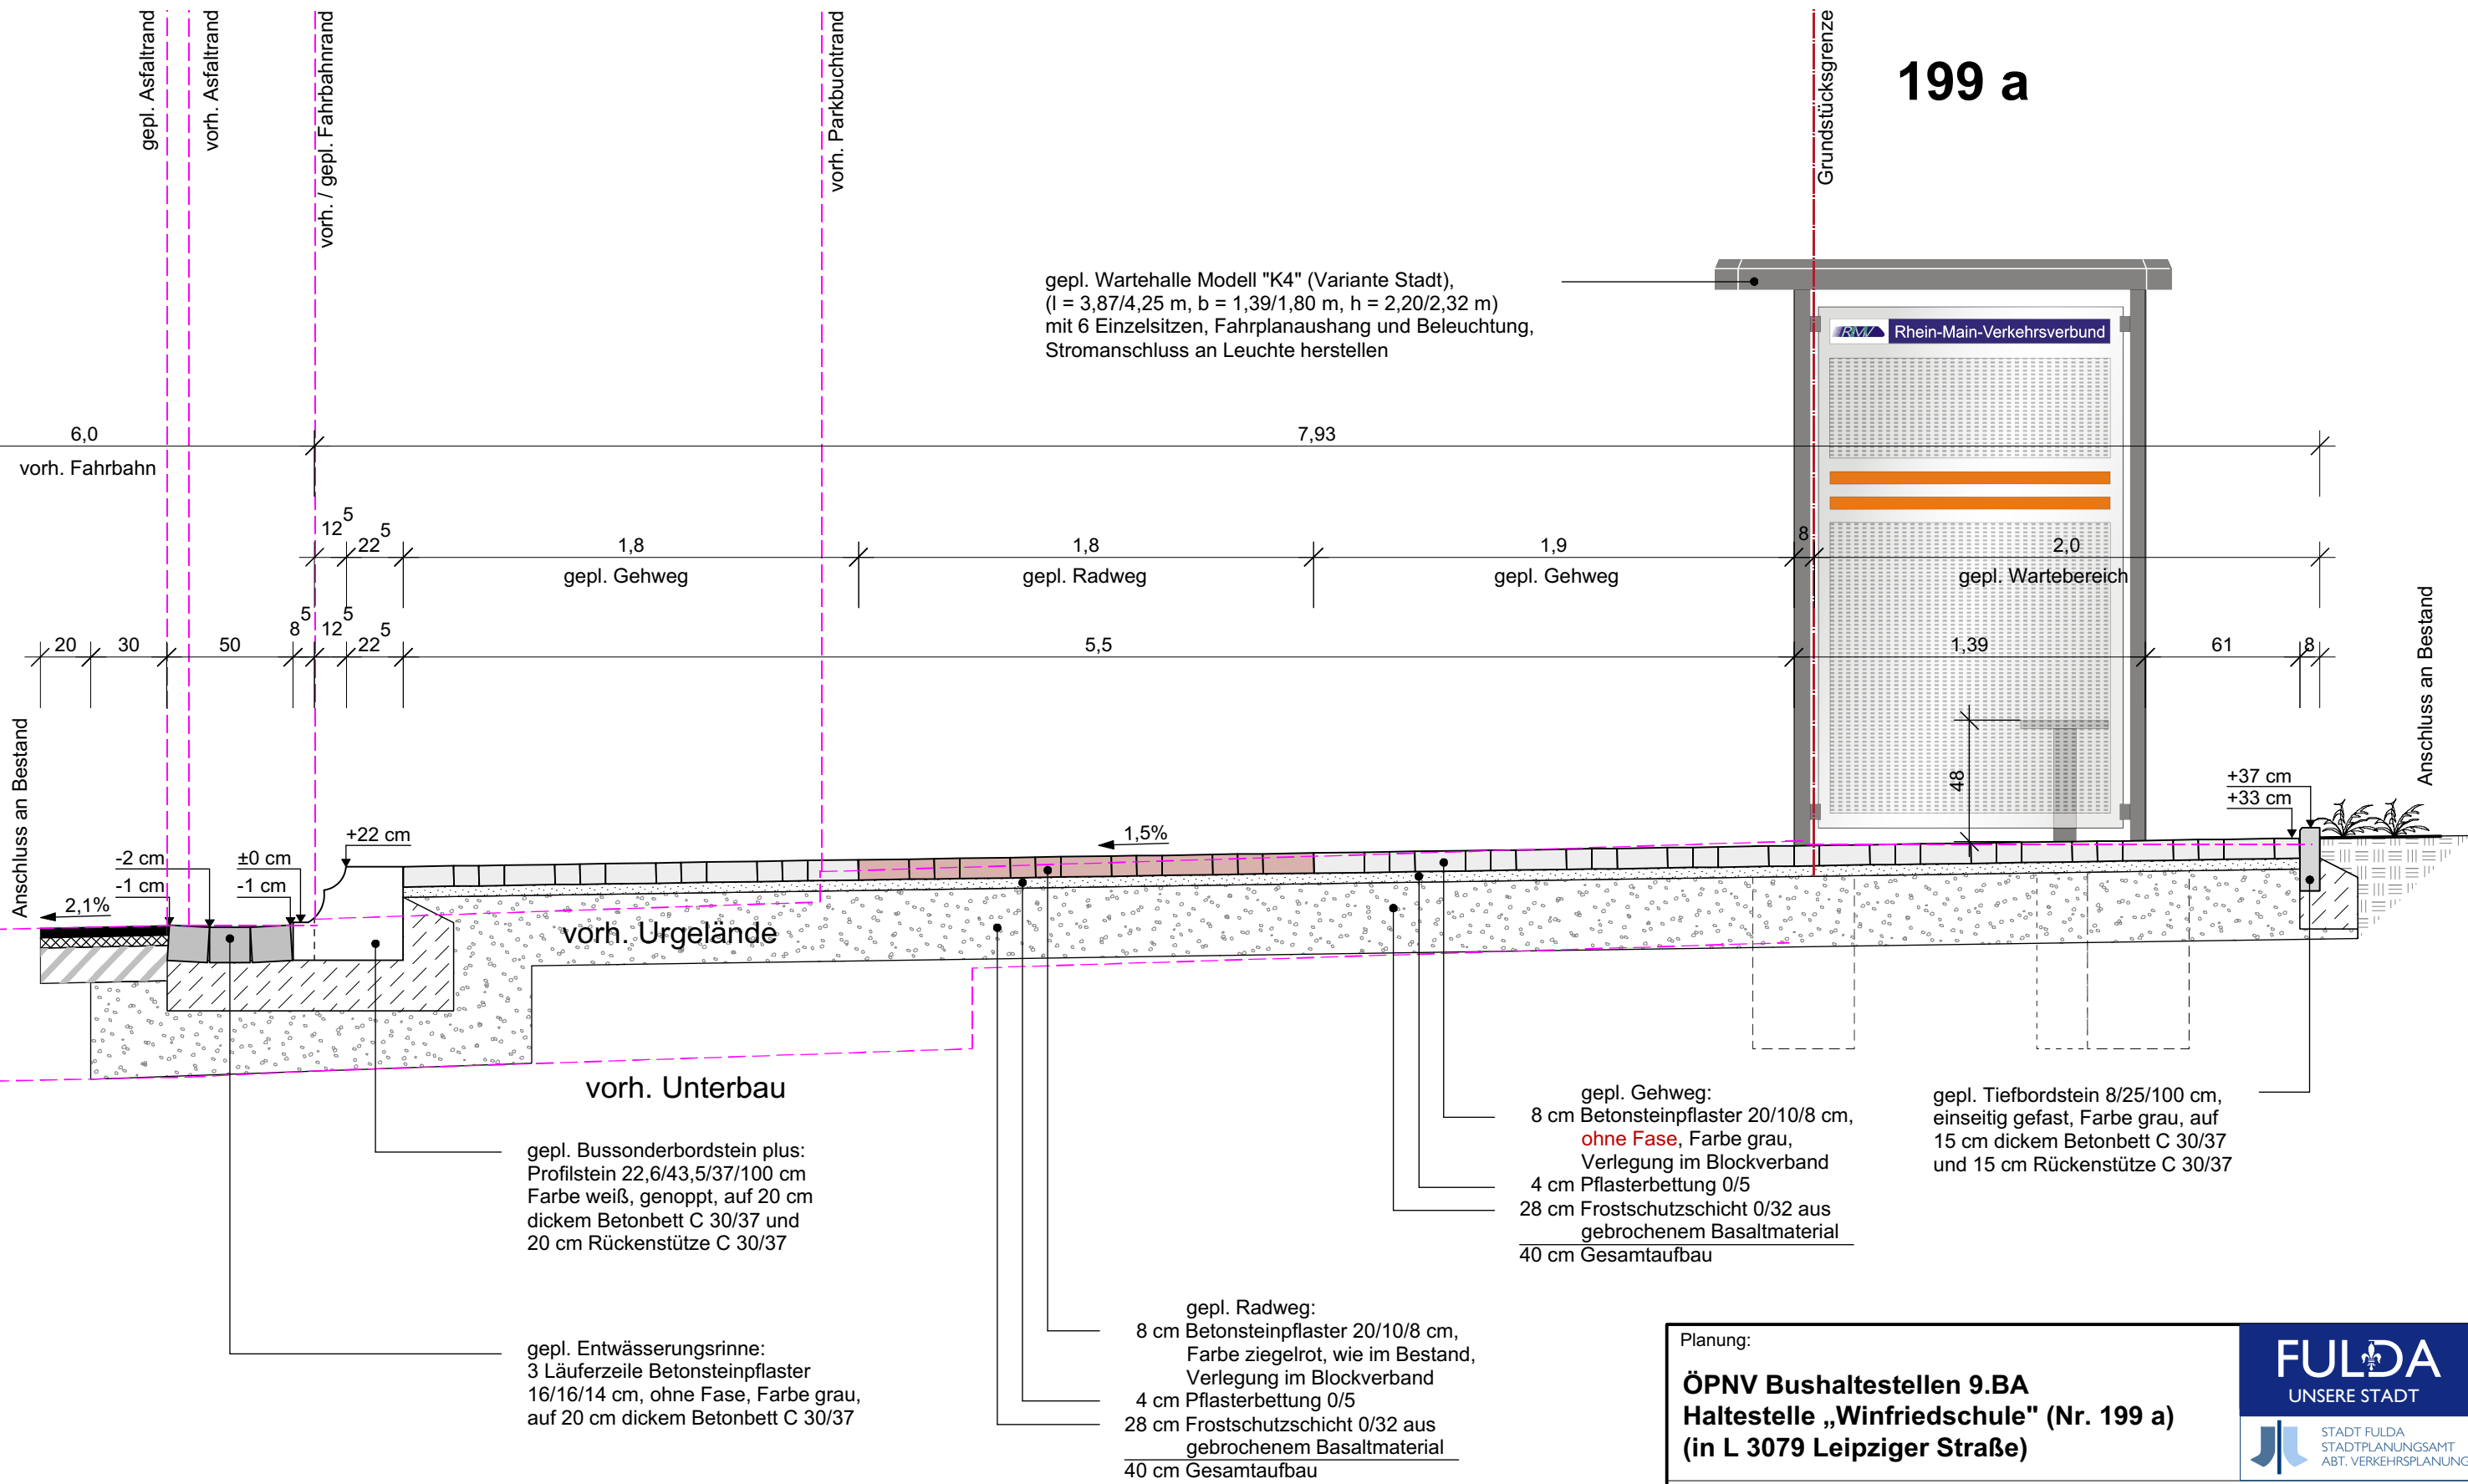 gepl. Asfaltrand
vorh. Asfaltrand
vorh. / gepl. Fahrbahnrand
vorh. Parkbuchtrand
Grundstücksgrenze
199 a
gepl. Wartehalle Modell "K4" (Variante Stadt),
(l = 3,87/4,25 m, b = 1,39/1,80 m, h = 2,20/2,32 m)
mit 6 Einzelsitzen, Fahrplanaushang und Beleuchtung,
Stromanschluss an Leuchte herstellen
RMV Rhein-Main-Verkehrsverbund
6,0
7,93
vorh. Fahrbahn
12 5
22 5
1,8
1,8
1,9
8
2,0
gepl. Gehweg
gepl. Radweg
gepl. Gehweg
gepl. Wartebereich
20
30
50
8 5
12 5
22 5
5,5
1,39
61
8
Anschluss an Bestand
Anschluss an Bestand
48
+37 cm
+33 cm
+22 cm
1,5%
-2 cm
±0 cm
-1 cm
-1 cm
2,1%
vorh. Urgelände
vorh. Unterbau
gepl. Bussonderbordstein plus:
Profilstein 22,6/43,5/37/100 cm
Farbe weiß, genoppt, auf 20 cm
dickem Betonbett C 30/37 und
20 cm Rückenstütze C 30/37
gepl. Entwässerungsrinne:
3 Läuferzeile Betonsteinpflaster
16/16/14 cm, ohne Fase, Farbe grau,
auf 20 cm dickem Betonbett C 30/37
gepl. Radweg:
8 cm Betonsteinpflaster 20/10/8 cm,
Farbe ziegelrot, wie im Bestand,
Verlegung im Blockverband
4 cm Pflasterbettung 0/5
28 cm Frostschutzschicht 0/32 aus
gebrochenem Basaltmaterial
40 cm Gesamtaufbau
gepl. Gehweg:
8 cm Betonsteinpflaster 20/10/8 cm,
ohne Fase, Farbe grau,
Verlegung im Blockverband
4 cm Pflasterbettung 0/5
28 cm Frostschutzschicht 0/32 aus
gebrochenem Basaltmaterial
40 cm Gesamtaufbau
gepl. Tiefbordstein 8/25/100 cm,
einseitig gefast, Farbe grau, auf
15 cm dickem Betonbett C 30/37
und 15 cm Rückenstütze C 30/37
Planung:
ÖPNV Bushaltestellen 9.BA
Haltestelle „Winfriedschule" (Nr. 199 a)
(in L 3079 Leipziger Straße)
FULDA
UNSERE STADT
STADT FULDA
STADTPLANUNGSAMT
ABT. VERKEHRSPLANUNG